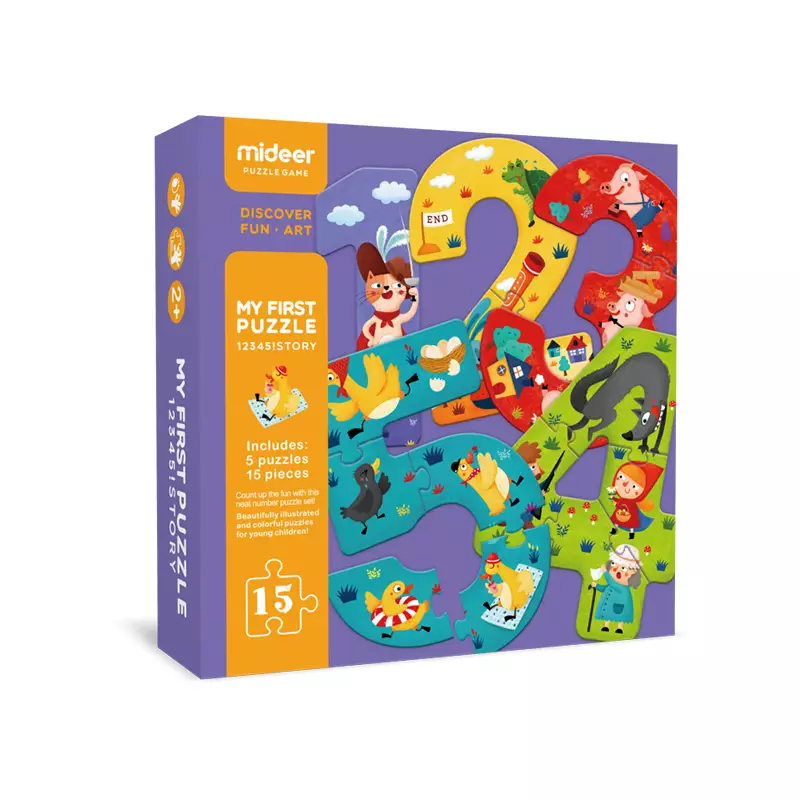 mideer
PUZZLE GAME
DISCOVER
FUN · ART
MY FIRST
PUZZLE
12345!STORY
Includes:
5 puzzles
15 pieces
Count up the fun with this
neat number puzzle set!
Beautifully illustrated
and colorful puzzles
for young children!
15
END
2+
MY FIRST PUZZLE
12345!STORY